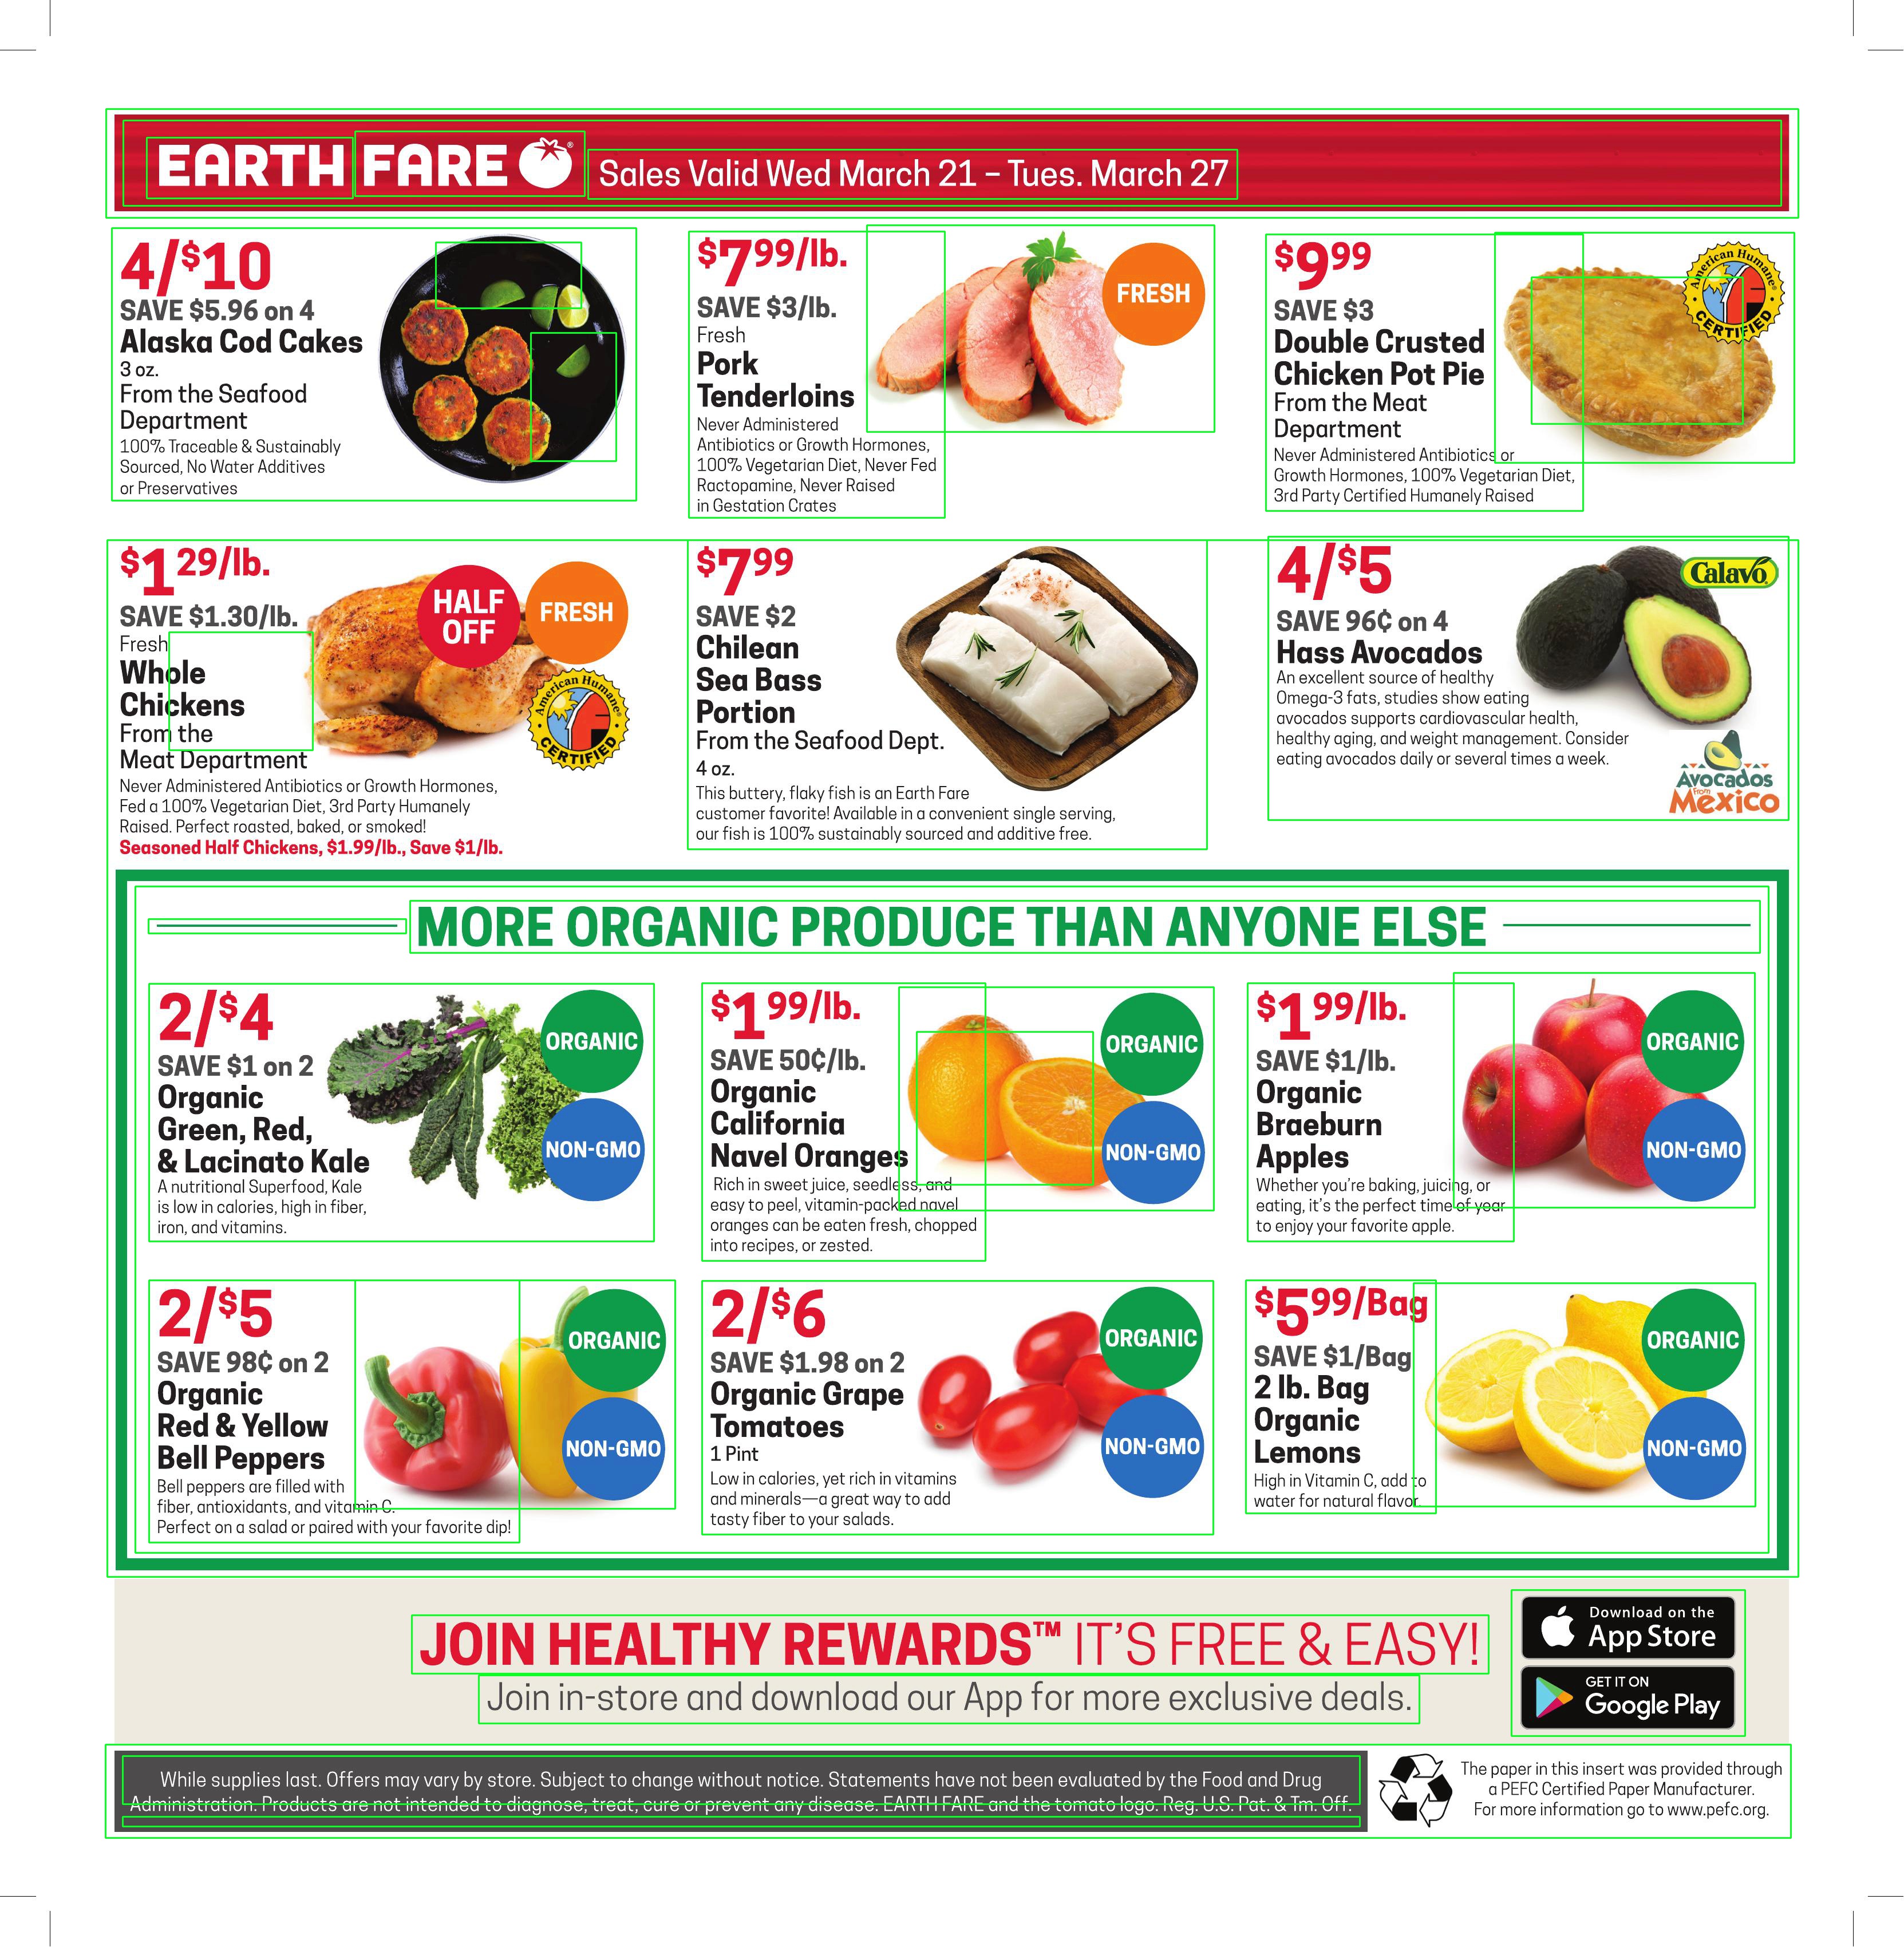 EARTH FARE ® Sales Valid Wed March 21 – Tues. March 27
4/$10
SAVE $5.96 on 4
Alaska Cod Cakes
3 oz.
From the Seafood
Department
100% Traceable & Sustainably
Sourced, No Water Additives
or Preservatives
$7 99/lb.
SAVE $3/lb.
Fresh
Pork
Tenderloins
Never Administered
Antibiotics or Growth Hormones,
100% Vegetarian Diet, Never Fed
Ractopamine, Never Raised
in Gestation Crates
FRESH
$9 99
SAVE $3
Double Crusted
Chicken Pot Pie
From the Meat
Department
Never Administered Antibiotics or
Growth Hormones, 100% Vegetarian Diet,
3rd Party Certified Humanely Raised
American Humane®
CERTIFIED
$1 29/lb.
SAVE $1.30/lb.
Fresh
Whole
Chickens
From the
Meat Department
Never Administered Antibiotics or Growth Hormones,
Fed a 100% Vegetarian Diet, 3rd Party Humanely
Raised. Perfect roasted, baked, or smoked!
Seasoned Half Chickens, $1.99/lb., Save $1/lb.
HALF
OFF
FRESH
American Humane®
CERTIFIED
$7 99
SAVE $2
Chilean
Sea Bass
Portion
From the Seafood Dept.
4 oz.
This buttery, flaky fish is an Earth Fare
customer favorite! Available in a convenient single serving,
our fish is 100% sustainably sourced and additive free.
4/$5
SAVE 96¢ on 4
Hass Avocados
An excellent source of healthy
Omega-3 fats, studies show eating
avocados supports cardiovascular health,
healthy aging, and weight management. Consider
eating avocados daily or several times a week.
Calavo®
Avocados
from
Mexico
MORE ORGANIC PRODUCE THAN ANYONE ELSE
2/$4
SAVE $1 on 2
Organic
Green, Red,
& Lacinato Kale
A nutritional Superfood, Kale
is low in calories, high in fiber,
iron, and vitamins.
ORGANIC
NON-GMO
$1 99/lb.
SAVE 50¢/lb.
Organic
California
Navel Oranges
Rich in sweet juice, seedless, and
easy to peel, vitamin-packed navel
oranges can be eaten fresh, chopped
into recipes, or zested.
ORGANIC
NON-GMO
$1 99/lb.
SAVE $1/lb.
Organic
Braeburn
Apples
Whether you're baking, juicing, or
eating, it's the perfect time of year
to enjoy your favorite apple.
ORGANIC
NON-GMO
2/$5
SAVE 98¢ on 2
Organic
Red & Yellow
Bell Peppers
Bell peppers are filled with
fiber, antioxidants, and vitamin C.
Perfect on a salad or paired with your favorite dip!
ORGANIC
NON-GMO
2/$6
SAVE $1.98 on 2
Organic Grape
Tomatoes
1 Pint
Low in calories, yet rich in vitamins
and minerals—a great way to add
tasty fiber to your salads.
ORGANIC
NON-GMO
$5 99/Bag
SAVE $1/Bag
2 lb. Bag
Organic
Lemons
High in Vitamin C, add to
water for natural flavor.
ORGANIC
NON-GMO
JOIN HEALTHY REWARDS™ IT'S FREE & EASY!
Join in-store and download our App for more exclusive deals.
Download on the
App Store
GET IT ON
Google Play
While supplies last. Offers may vary by store. Subject to change without notice. Statements have not been evaluated by the Food and Drug
Administration. Products are not intended to diagnose, treat, cure or prevent any disease. EARTH FARE and the tomato logo. Reg. U.S. Pat. & Tm. Off.
The paper in this insert was provided through
a PEFC Certified Paper Manufacturer.
For more information go to www.pefc.org.